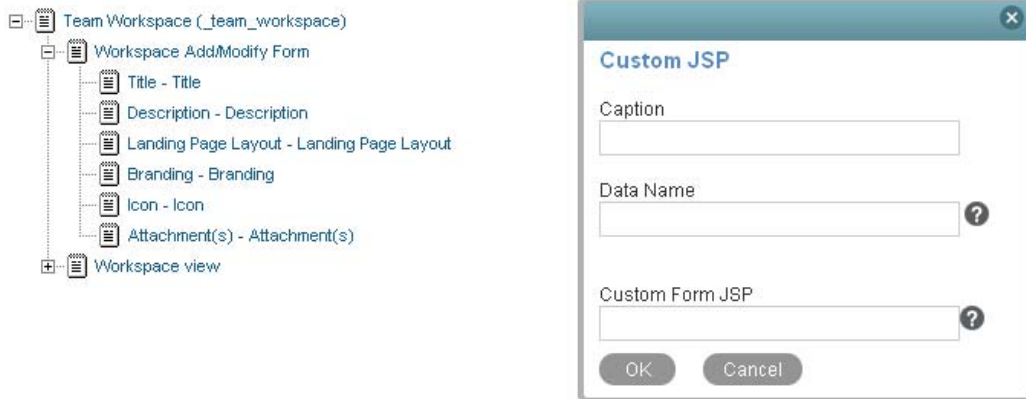 Team Workspace (_team_workspace)
Workspace Add/Modify Form
Title - Title
Description - Description
Landing Page Layout - Landing Page Layout
Branding - Branding
Icon - Icon
Attachment(s) - Attachment(s)
Workspace view
Custom JSP
Caption
Data Name
?
Custom Form JSP
?
OK Cancel